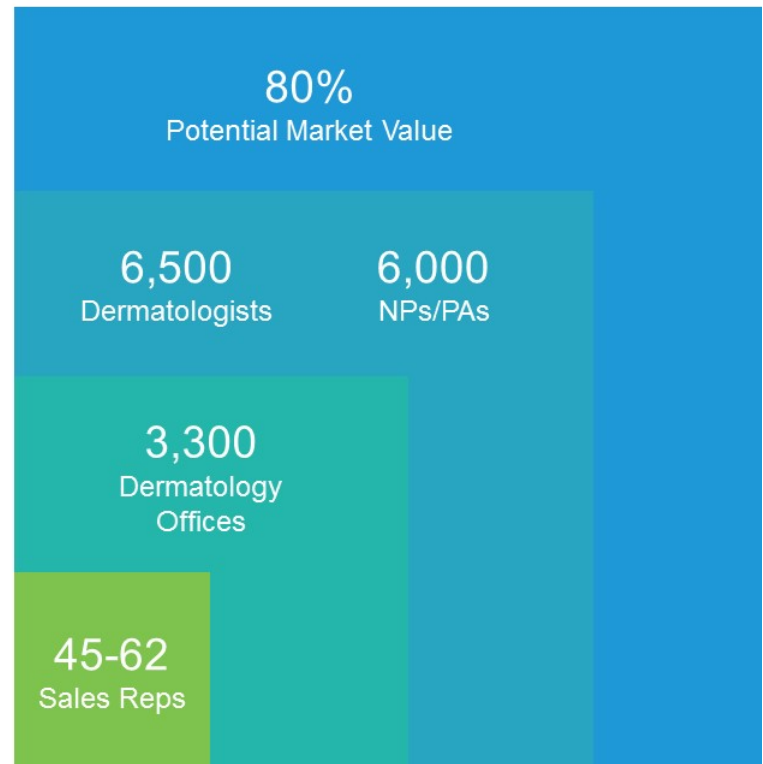 80%
Potential Market Value
6,500
Dermatologists
6,000
NPs/PAs
3,300
Dermatology
Offices
45-62
Sales Reps